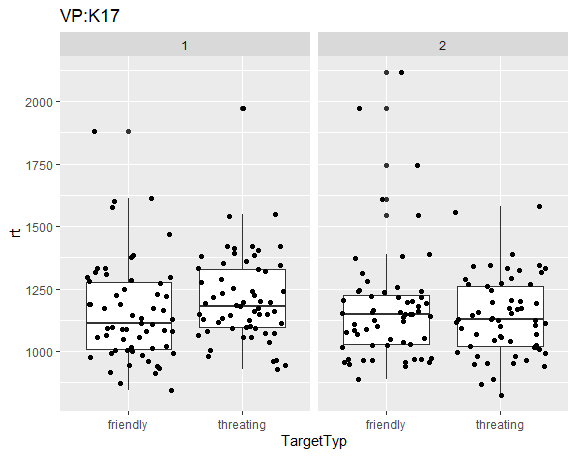 VP:K17
1 2
2000
1750
1500
1250
1000
rt
friendly threating friendly threating
TargetTyp